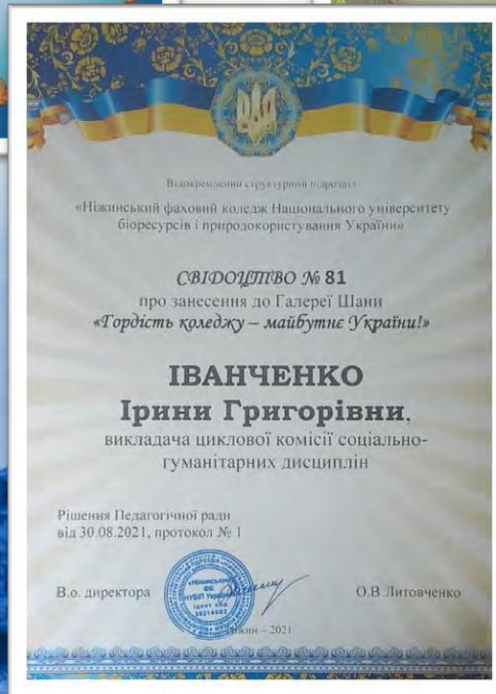 Відокремлений структурний підрозділ
«Ніжинський фаховий коледж Національного університету
біоресурсів і природокористування України»
СВІДОЦТВО № 81
про занесення до Галереї Шани
«Гордість коледжу – майбутнє України!»
ІВАНЧЕНКО
Ірини Григорівни,
викладача циклової комісії соціально-
гуманітарних дисциплін
Рішення Педагогічної ради
від 30.08.2021, протокол № 1
В.о. директора
О.В Литовченко
Ніжин – 2021